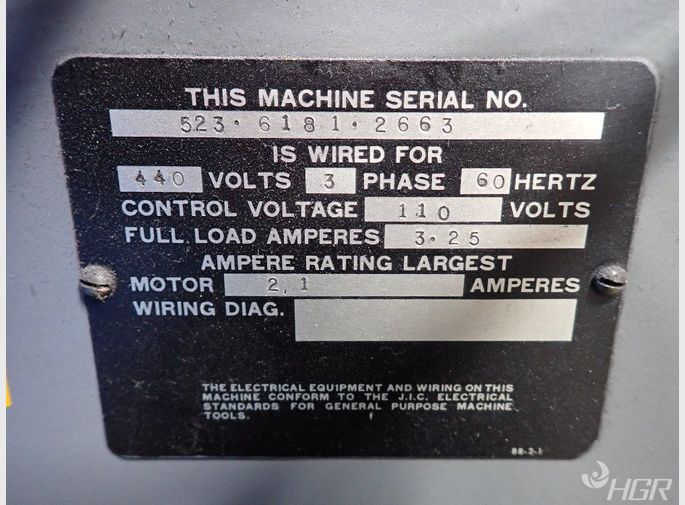 THIS MACHINE SERIAL NO.
523·6181·2663
IS WIRED FOR
440 VOLTS 3 PHASE 60 HERTZ
CONTROL VOLTAGE 110 VOLTS
FULL LOAD AMPERES 3·25
AMPERE RATING LARGEST
MOTOR 2,1 AMPERES
WIRING DIAG.
THE ELECTRICAL EQUIPMENT AND WIRING ON THIS
MACHINE CONFORM TO THE J.I.C. ELECTRICAL
STANDARDS FOR GENERAL PURPOSE MACHINE
TOOLS.
88-2-1
HGR